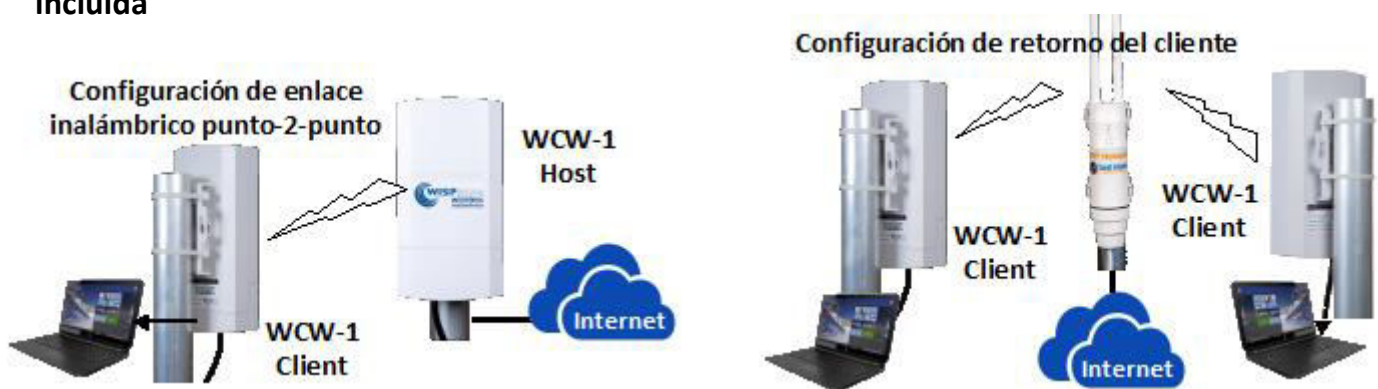 incluida
Configuración de enlace
inalámbrico punto-2-punto
WCW-1
Host
WISP
WCW-1
Client
Internet
Configuración de retorno del cliente
WCW-1
Client
WCW-1
Client
Internet